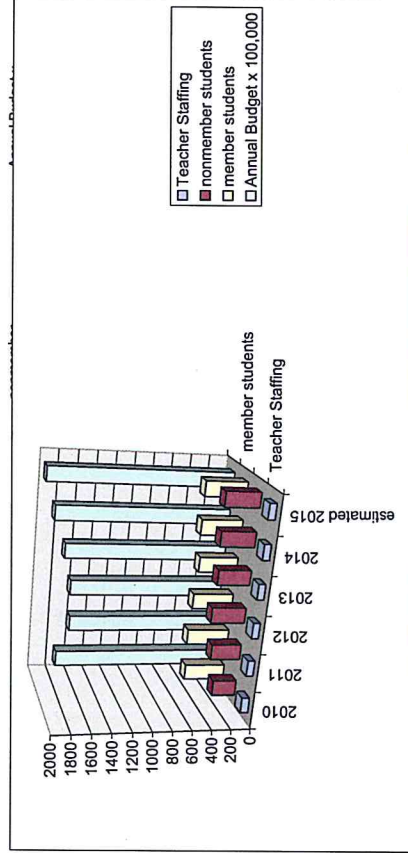 2000
1800
1600
1400
1200
1000
800
600
400
200
0
2010
2011
2012
2013
2014
estimated 2015
member students
Teacher Staffing
Teacher Staffing
nonmember students
member students
Annual Budget x 100,000